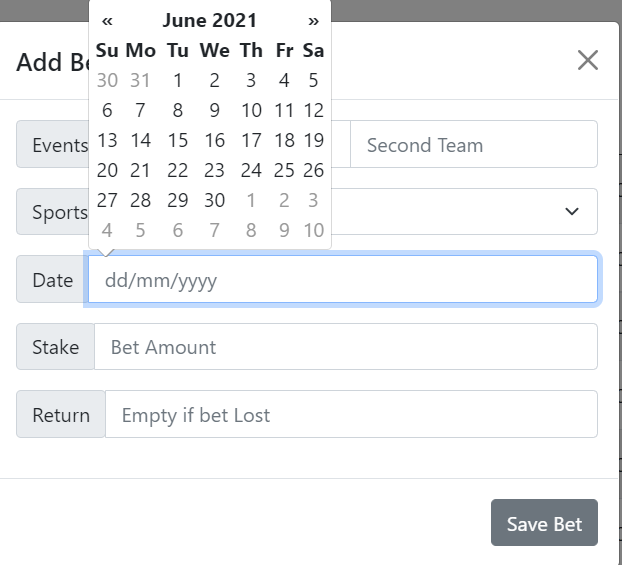 « June 2021 »
Su Mo Tu We Th Fr Sa
30 31 1 2 3 4 5
6 7 8 9 10 11 12
13 14 15 16 17 18 19
20 21 22 23 24 25 26
27 28 29 30 1 2 3
4 5 6 7 8 9 10
Add
Events Second Team
Sports
Date dd/mm/yyyy
Stake Bet Amount
Return Empty if bet Lost
Save Bet